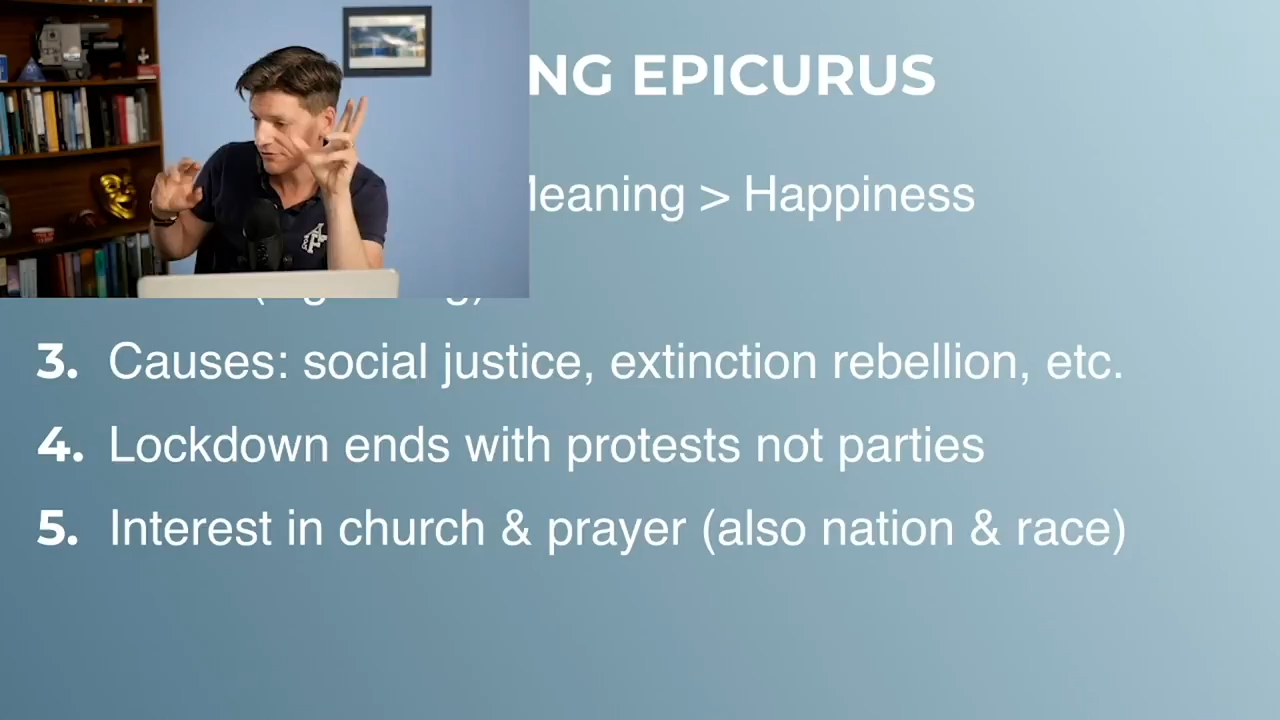 NG EPICURUS
eaning > Happiness
3. Causes: social justice, extinction rebellion, etc.
4. Lockdown ends with protests not parties
5. Interest in church & prayer (also nation & race)